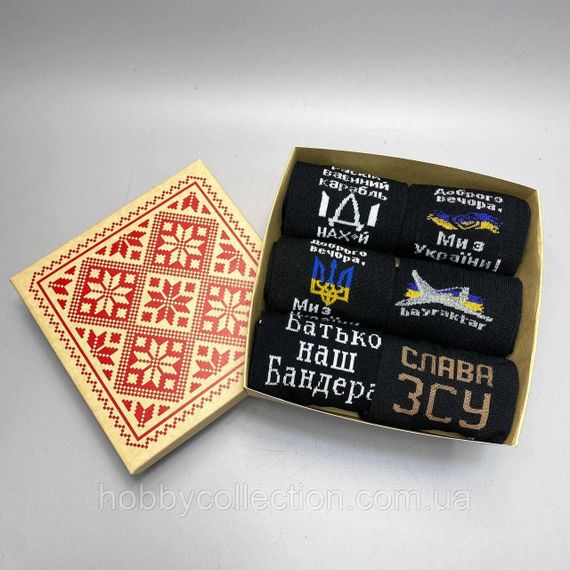 Ваєнний
карабль
ІДІ
НАХ*Й
Доброго
вечора,
Ми з
України!
Доброго
вечора,
Ми з
bayraktar
Батько
наш
Бандера
СЛАВА
ЗСУ
hobbycollection.com.ua